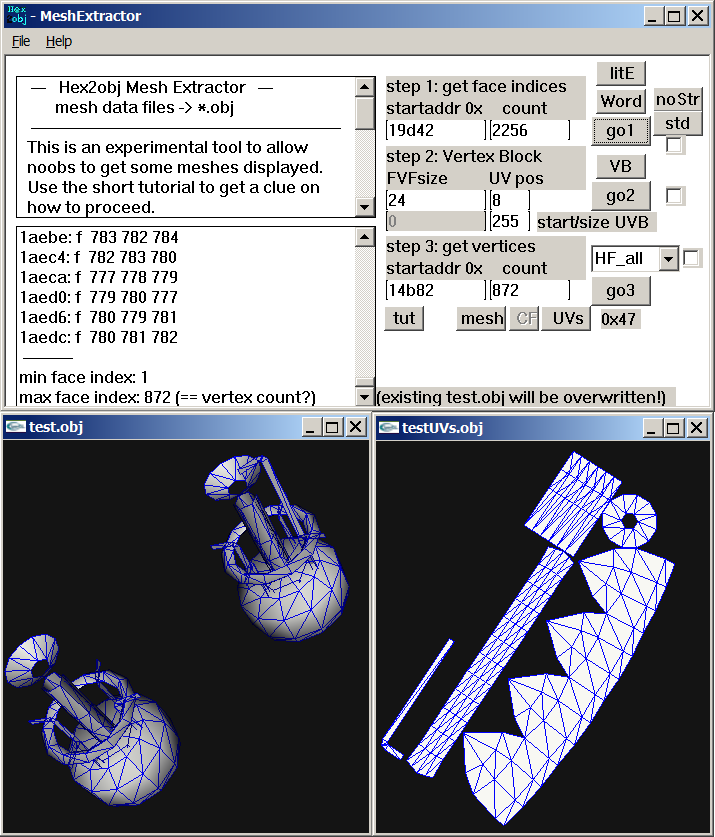 Hex
obj - MeshExtractor
File Help
— Hex2obj Mesh Extractor —
mesh data files -> *.obj
This is an experimental tool to allow
noobs to get some meshes displayed.
Use the short tutorial to get a clue on
how to proceed.
1aebe: f 783 782 784
1aec4: f 782 783 780
1aeca: f 777 778 779
1aed0: f 779 780 777
1aed6: f 780 779 781
1aedc: f 780 781 782
min face index: 1
max face index: 872 (== vertex count?)
step 1: get face indices
startaddr 0x count
19d42 2256
litE
Word
noStr
go1
std
step 2: Vertex Block
FVFsize UV pos
24 8
0 255 start/size UVB
VB
go2
step 3: get vertices
startaddr 0x count
14b82 872
HF_all
go3
tut mesh CF UVs 0x47
(existing test.obj will be overwritten!)
test.obj
testUVs.obj